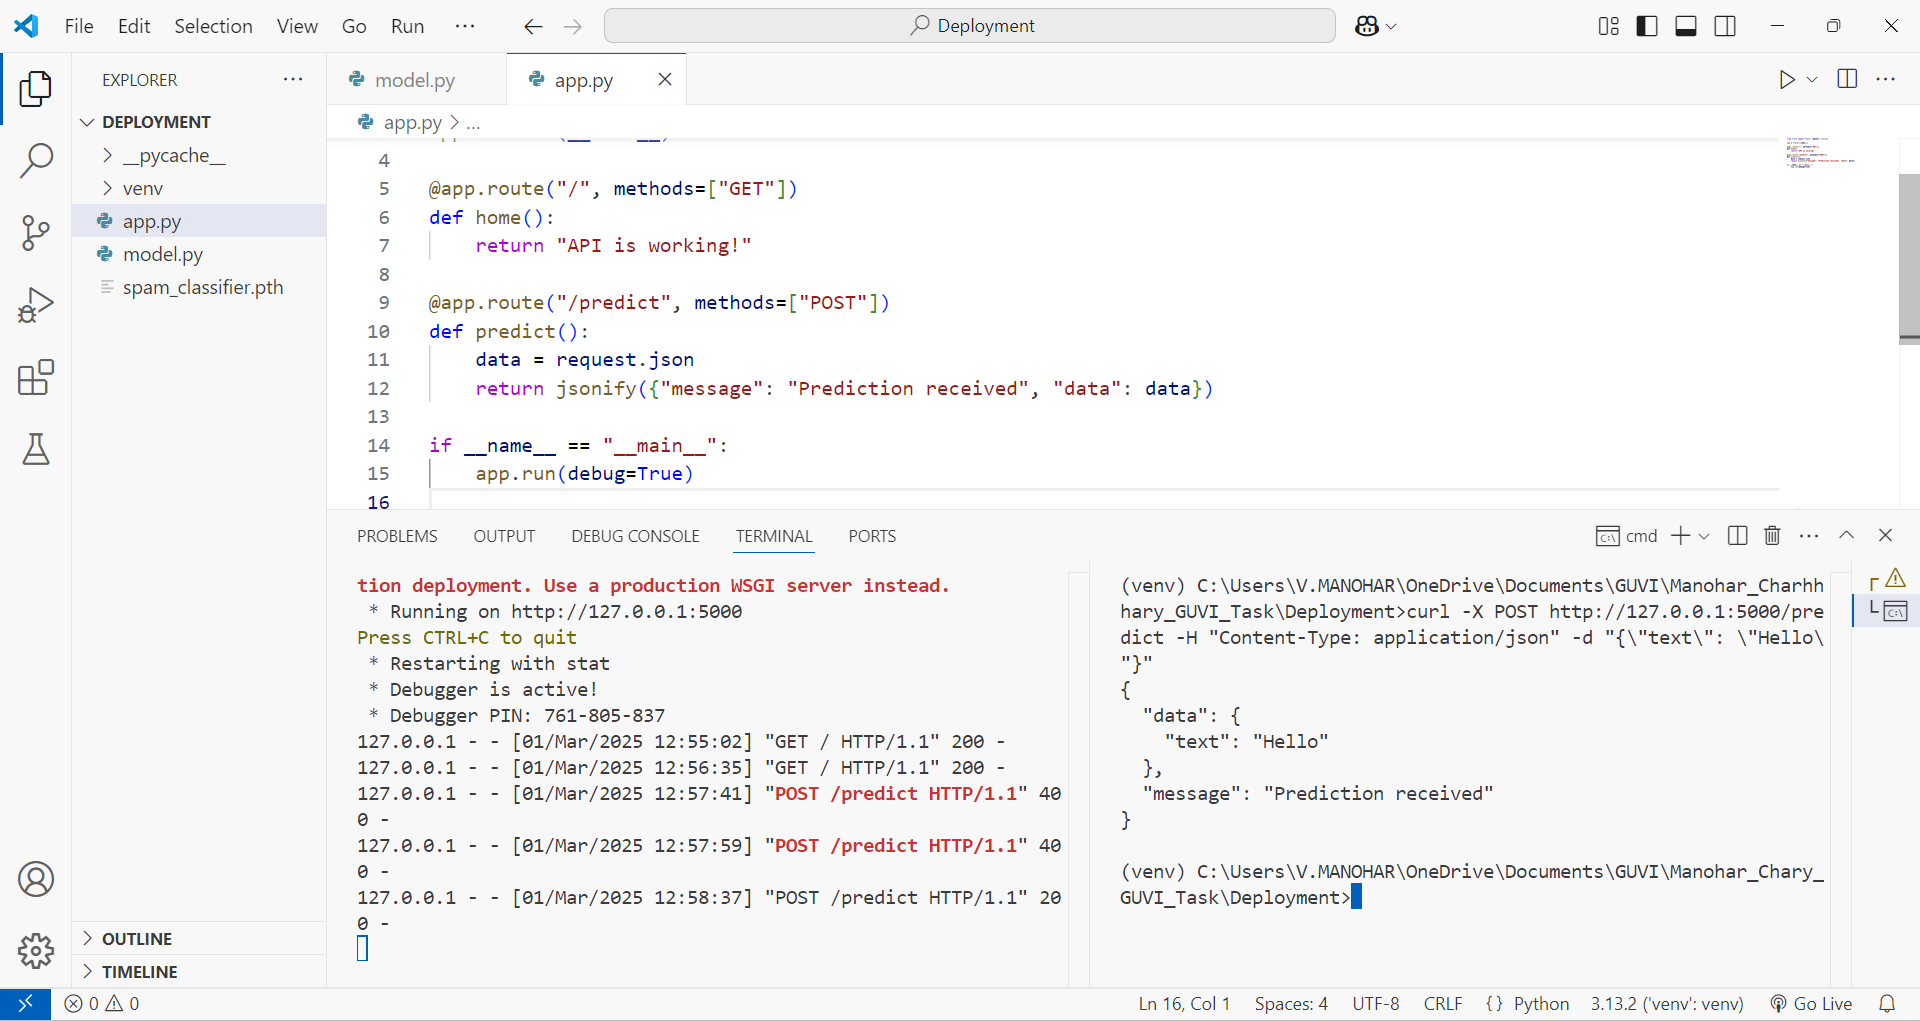 File Edit Selection View Go Run ···
Deployment
EXPLORER ···
DEPLOYMENT
__pycache__
venv
app.py
model.py
spam_classifier.pth
OUTLINE
TIMELINE
model.py
app.py
app.py > ...
4
5 @app.route("/", methods=["GET"])
6 def home():
7 return "API is working!"
8
9 @app.route("/predict", methods=["POST"])
10 def predict():
11 data = request.json
12 return jsonify({"message": "Prediction received", "data": data})
13
14 if __name__ == "__main__":
15 app.run(debug=True)
16
PROBLEMS OUTPUT DEBUG CONSOLE TERMINAL PORTS
cmd
tion deployment. Use a production WSGI server instead.
* Running on http://127.0.0.1:5000
Press CTRL+C to quit
* Restarting with stat
* Debugger is active!
* Debugger PIN: 761-805-837
127.0.0.1 - - [01/Mar/2025 12:55:02] "GET / HTTP/1.1" 200 -
127.0.0.1 - - [01/Mar/2025 12:56:35] "GET / HTTP/1.1" 200 -
127.0.0.1 - - [01/Mar/2025 12:57:41] "POST /predict HTTP/1.1" 40
0 -
127.0.0.1 - - [01/Mar/2025 12:57:59] "POST /predict HTTP/1.1" 40
0 -
127.0.0.1 - - [01/Mar/2025 12:58:37] "POST /predict HTTP/1.1" 20
0 -
(venv) C:\Users\V.MANOHAR\OneDrive\Documents\GUVI\Manohar_Charhh
hary_GUVI_Task\Deployment>curl -X POST http://127.0.0.1:5000/pre
dict -H "Content-Type: application/json" -d "{\"text\": \"Hello\
"}"
{
"data": {
"text": "Hello"
},
"message": "Prediction received"
}
(venv) C:\Users\V.MANOHAR\OneDrive\Documents\GUVI\Manohar_Chary_
GUVI_Task\Deployment>
0 0
Ln 16, Col 1 Spaces: 4 UTF-8 CRLF {} Python 3.13.2 ('venv': venv) Go Live